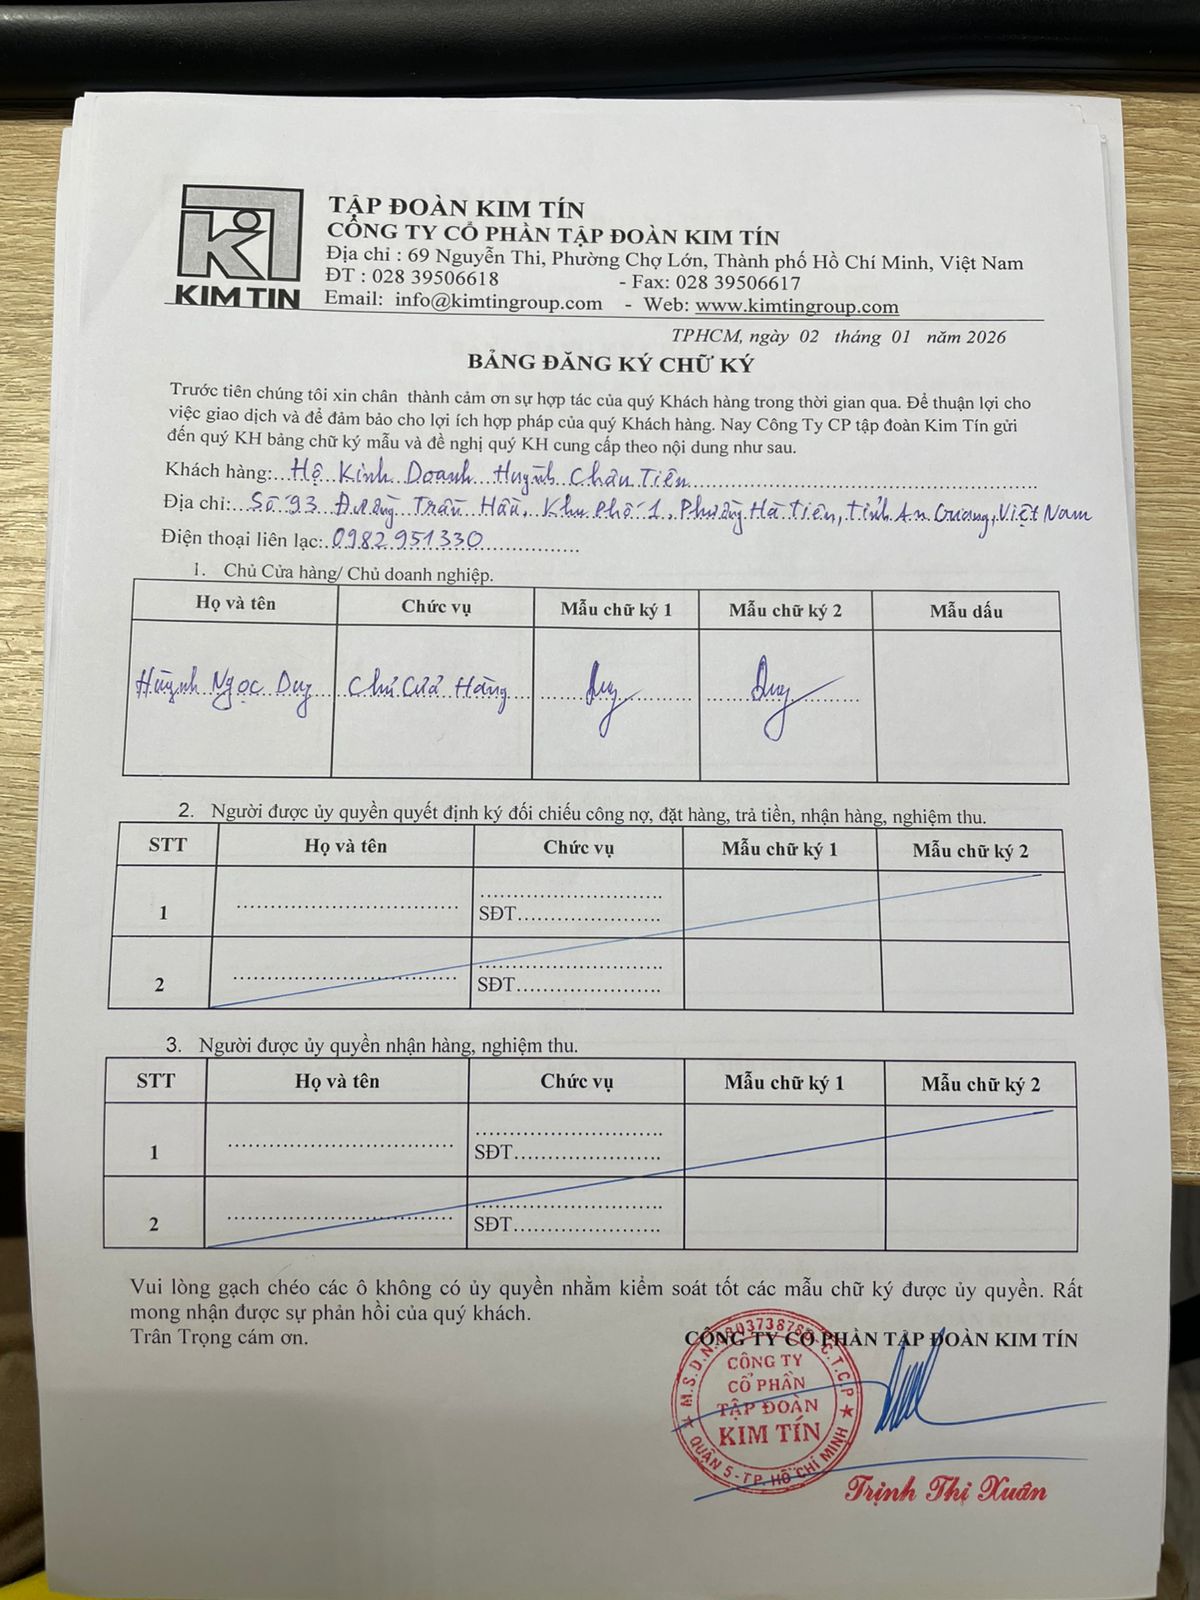 KIM TIN
TẬP ĐOÀN KIM TÍN
CÔNG TY CỔ PHẦN TẬP ĐOÀN KIM TÍN
Địa chỉ : 69 Nguyễn Thi, Phường Chợ Lớn, Thành phố Hồ Chí Minh, Việt Nam
ĐT : 028 39506618 - Fax: 028 39506617
Email: info@kimtingroup.com - Web: www.kimtingroup.com
TPHCM, ngày 02 tháng 01 năm 2026
BẢNG ĐĂNG KÝ CHỮ KÝ
Trước tiên chúng tôi xin chân thành cảm ơn sự hợp tác của quý Khách hàng trong thời gian qua. Để thuận lợi cho
việc giao dịch và để đảm bảo cho lợi ích hợp pháp của quý Khách hàng. Nay Công Ty CP tập đoàn Kim Tín gửi
đến quý KH bảng chữ ký mẫu và đề nghị quý KH cung cấp theo nội dung như sau.
Khách hàng:...Hộ Kinh Doanh Huỳnh Châu Tiên
Địa chỉ:...Số 93 Đường Trần Hầu, Khu Phố 1, Phường Hà Tiên, Tỉnh An Giang, Việt Nam
Điện thoại liên lạc:.0982951330
1. Chủ Cửa hàng/ Chủ doanh nghiệp.
Họ và tên Chức vụ Mẫu chữ ký 1 Mẫu chữ ký 2 Mẫu dấu
Huỳnh Ngọc Duy Chủ Cửa Hàng Duy Duy
2. Người được ủy quyền quyết định ký đối chiếu công nợ, đặt hàng, trả tiền, nhận hàng, nghiệm thu.
STT Họ và tên Chức vụ Mẫu chữ ký 1 Mẫu chữ ký 2
1 SĐT
2 SĐT
3. Người được ủy quyền nhận hàng, nghiệm thu.
STT Họ và tên Chức vụ Mẫu chữ ký 1 Mẫu chữ ký 2
1 SĐT
2 SĐT
Vui lòng gạch chéo các ô không có ủy quyền nhằm kiểm soát tốt các mẫu chữ ký được ủy quyền. Rất
mong nhận được sự phản hồi của quý khách.
Trân Trọng cám ơn.
CÔNG TY CỔ PHẦN TẬP ĐOÀN KIM TÍN
CÔNG TY
CỔ PHẦN
TẬP ĐOÀN
KIM TÍN
QUẬN 5 - TP. HỒ CHÍ MINH
Trịnh Thị Xuân